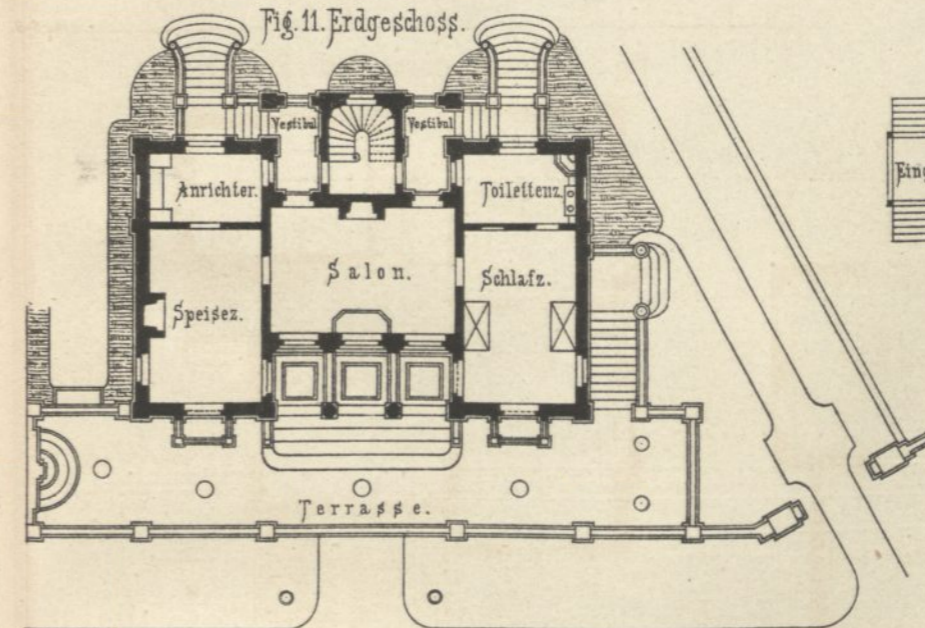 Fig. 11. Erdgeschoss.
Vestibul
Vestibul
Anrichter.
Toilettenz.
Salon.
Schlafz.
Speisez.
Terrasse.